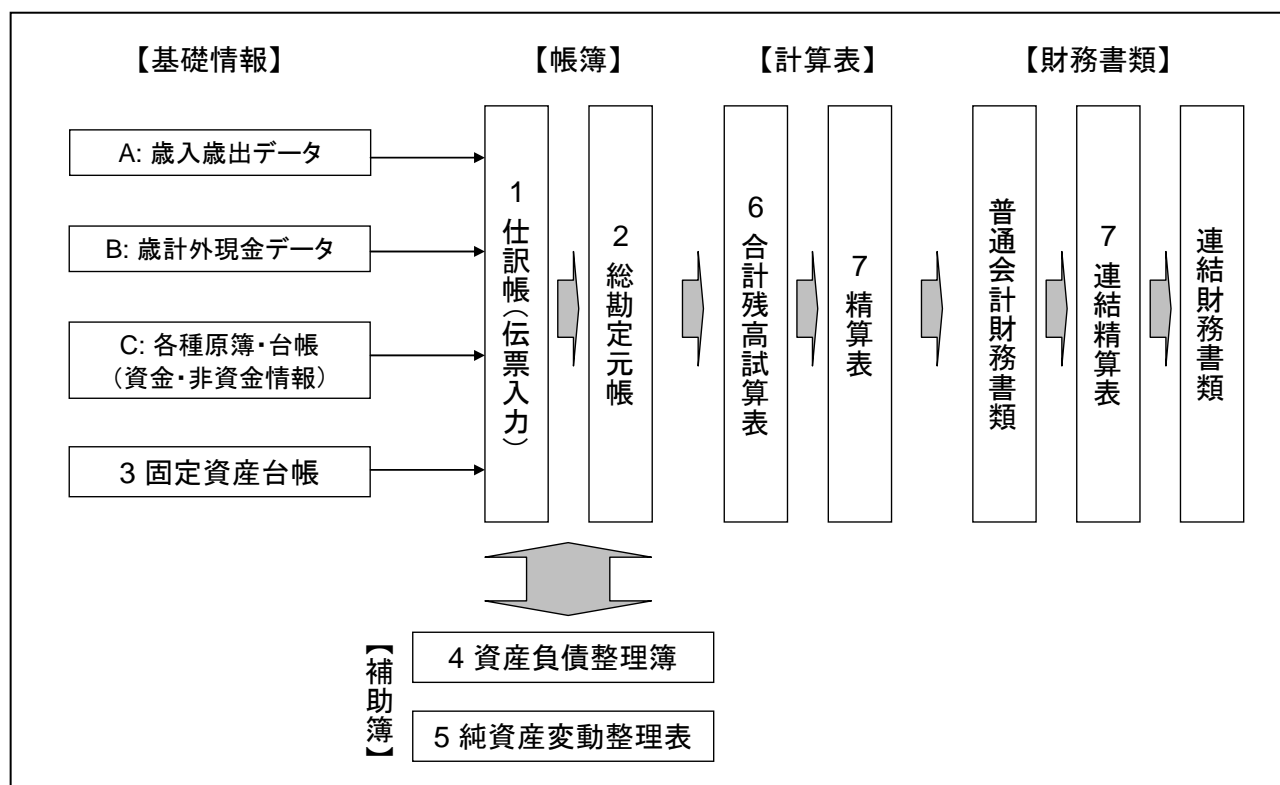 【基礎情報】
【帳簿】
【計算表】
【財務書類】
A: 歳入歳出データ
B: 歳計外現金データ
C: 各種原簿・台帳
(資金・非資金情報)
3 固定資産台帳
1 仕訳帳(伝票入力)
2 総勘定元帳
6 合計残高試算表
7 精算表
普通会計財務書類
7 連結精算表
連結財務書類
【補助簿】
4 資産負債整理簿
5 純資産変動整理表